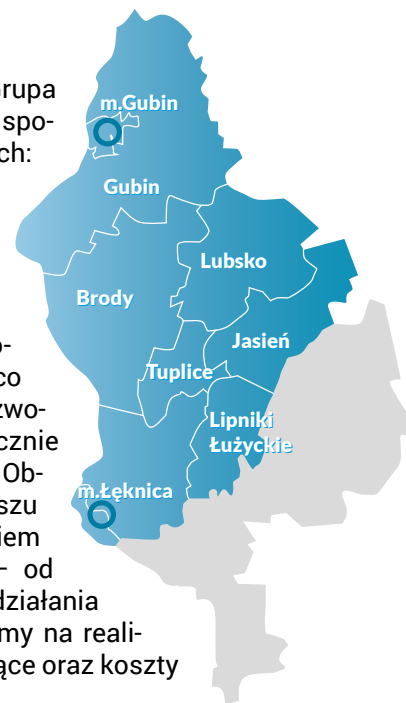 Grupa
spo-
ch:
o-
co
zwo-
cznie
Ob-
szu
iem
– od
działania
my na reali-
ące oraz koszty
m.Gubin
Gubin
Lubsko
Brody
Jasień
Tuplice
Lipniki
Łużyckie
m.Łęknica